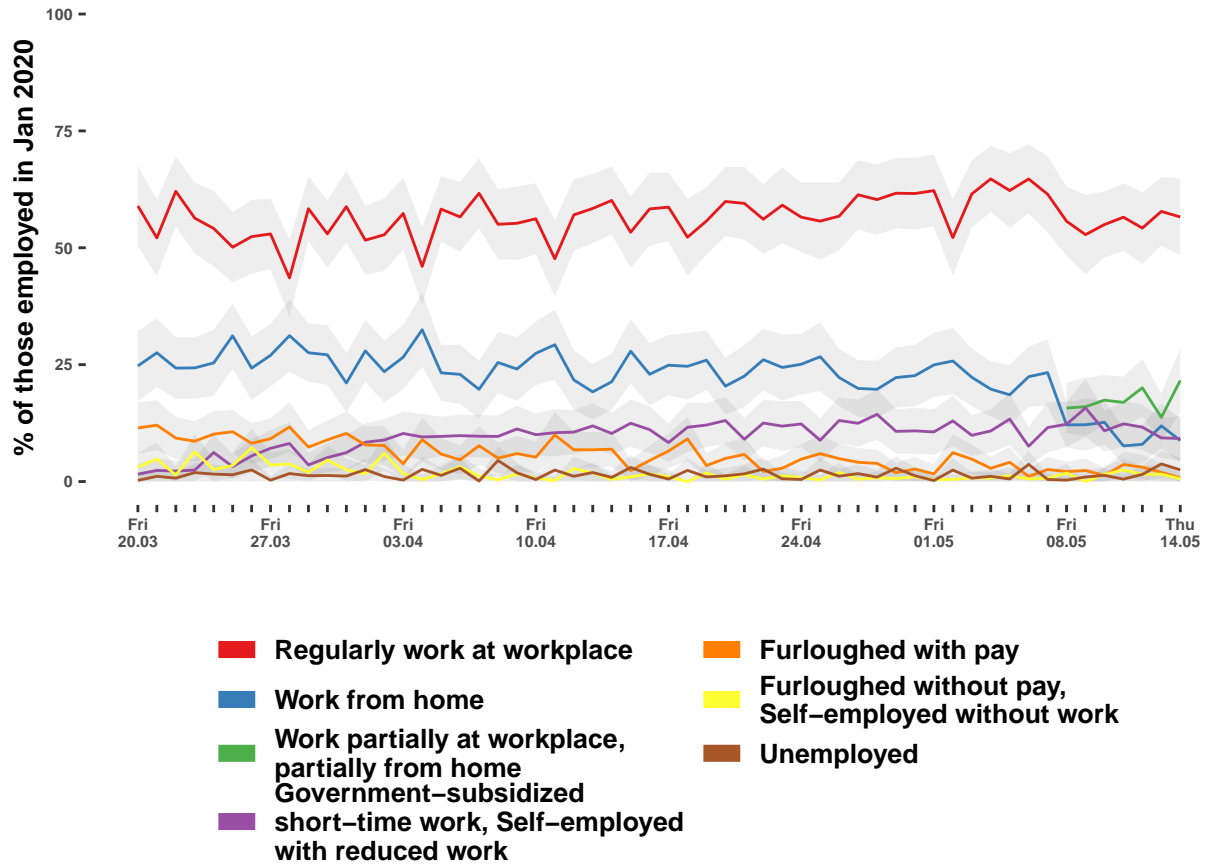 % of those employed in Jan 2020
100
75
50
25
0
Fri
20.03
Fri
27.03
Fri
03.04
Fri
10.04
Fri
17.04
Fri
24.04
Fri
01.05
Fri
08.05
Thu
14.05
Regularly work at workplace
Work from home
Work partially at workplace,
partially from home
Government−subsidized
short−time work, Self−employed
with reduced work
Furloughed with pay
Furloughed without pay,
Self−employed without work
Unemployed